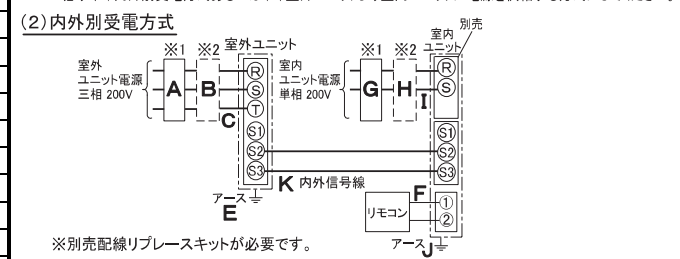 (2)内外別受電方式
別売
※1 ※2 室外ユニット
※1 ※2 室内ユニット
室外
ユニット電源
三相 200V
A B C
R
S
T
S1
S2
S3
室内
ユニット電源
単相 200V
G H I
R
S
S1
S2
S3
K 内外信号線
アース
E
F
リモコン
①
②
アース J
※別売配線リプレースキットが必要です。